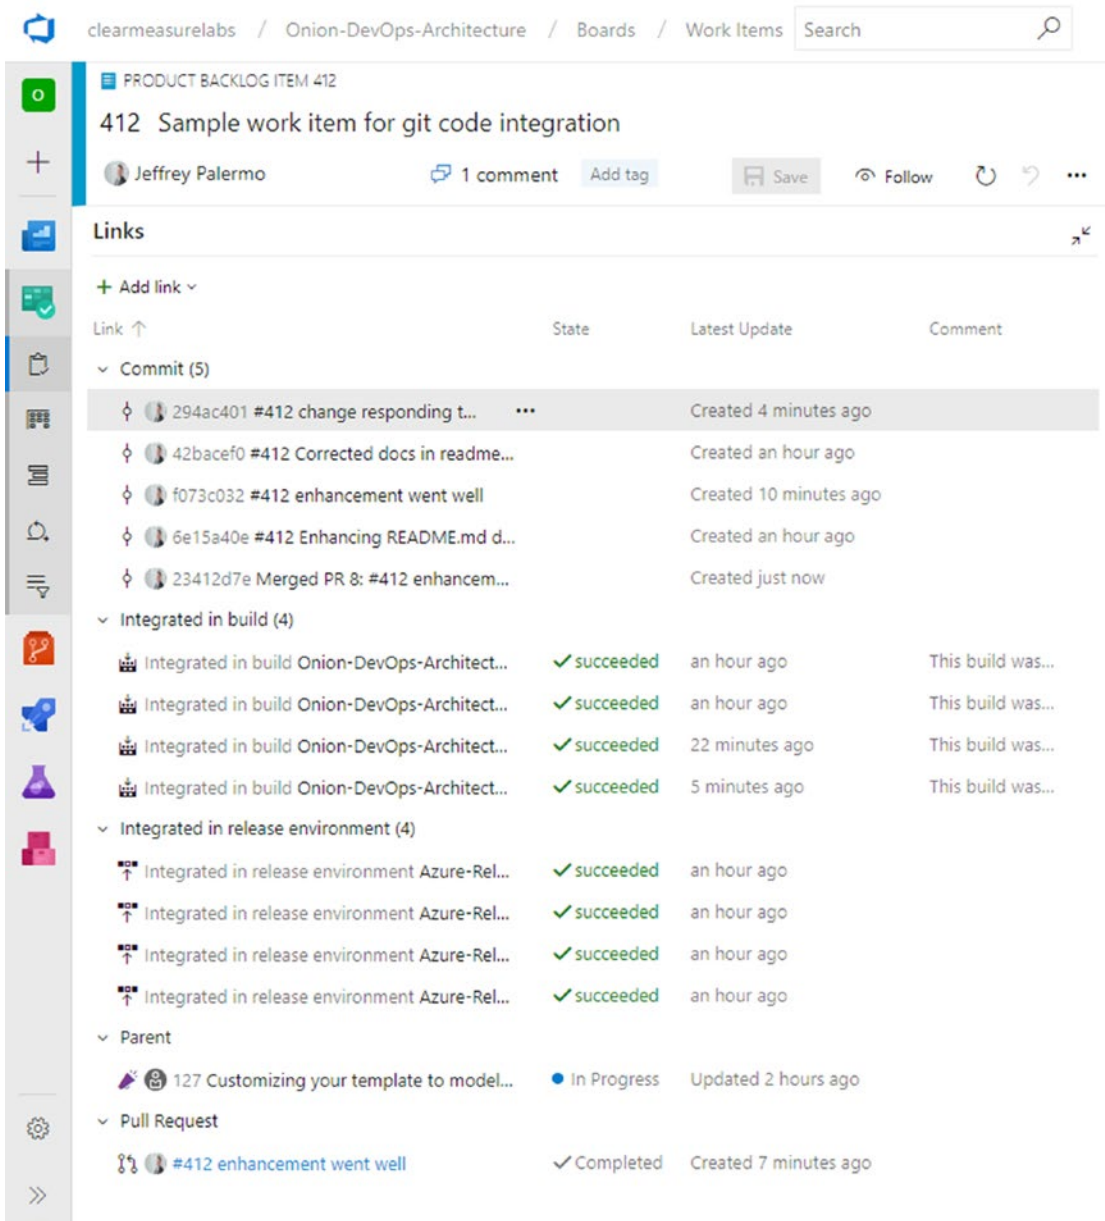 clearmeasurelabs / Onion-DevOps-Architecture / Boards / Work Items Search
O
PRODUCT BACKLOG ITEM 412
412 Sample work item for git code integration
Jeffrey Palermo 1 comment Add tag Save Follow
Links
Add link
Link State Latest Update Comment
Commit (5)
294ac401 #412 change responding t... Created 4 minutes ago
42bacef0 #412 Corrected docs in readme... Created an hour ago
f073c032 #412 enhancement went well Created 10 minutes ago
6e15a40e #412 Enhancing README.md d... Created an hour ago
23412d7e Merged PR 8: #412 enhancem... Created just now
Integrated in build (4)
Integrated in build Onion-DevOps-Architect... succeeded an hour ago This build was...
Integrated in build Onion-DevOps-Architect... succeeded an hour ago This build was...
Integrated in build Onion-DevOps-Architect... succeeded 22 minutes ago This build was...
Integrated in build Onion-DevOps-Architect... succeeded 5 minutes ago This build was...
Integrated in release environment (4)
Integrated in release environment Azure-Rel... succeeded an hour ago
Integrated in release environment Azure-Rel... succeeded an hour ago
Integrated in release environment Azure-Rel... succeeded an hour ago
Integrated in release environment Azure-Rel... succeeded an hour ago
Parent
127 Customizing your template to model... In Progress Updated 2 hours ago
Pull Request
#412 enhancement went well Completed Created 7 minutes ago